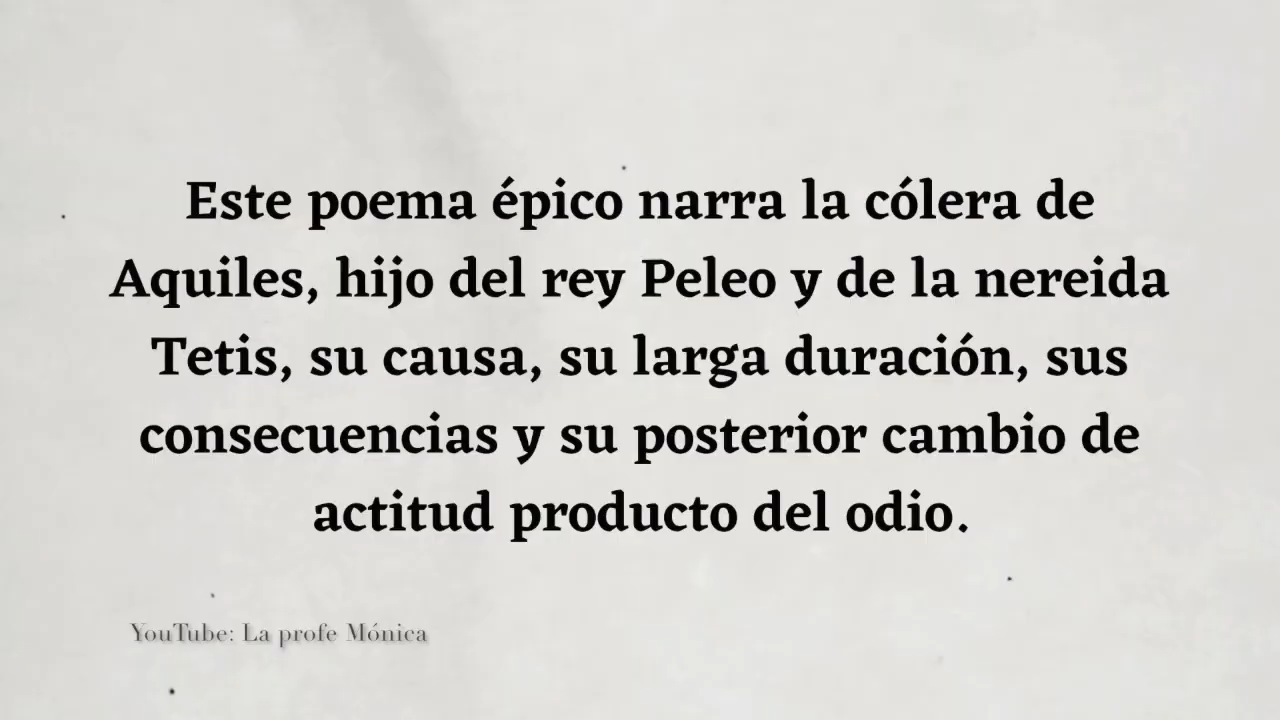 Este poema épico narra la cólera de
Aquiles, hijo del rey Peleo y de la nereida
Tetis, su causa, su larga duración, sus
consecuencias y su posterior cambio de
actitud producto del odio.
YouTube: La profe Mónica